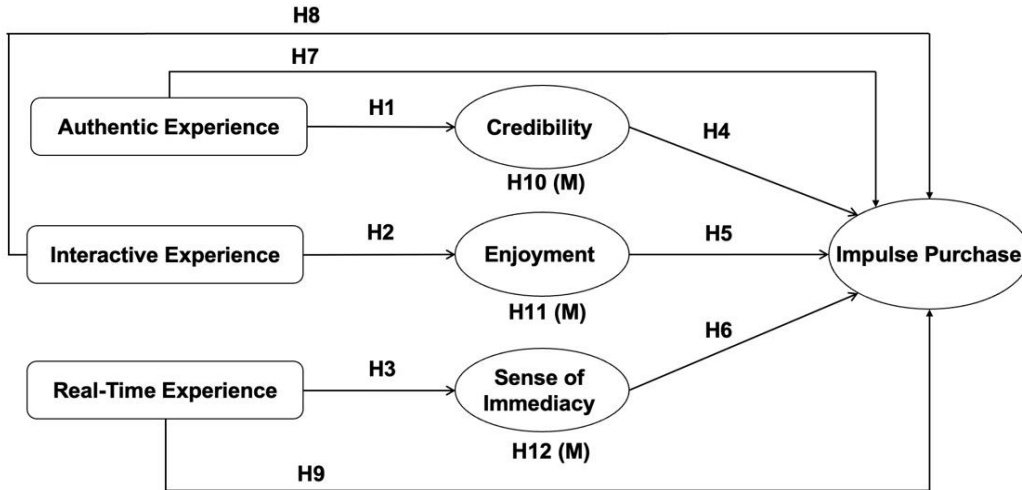 H8
H7
Authentic Experience
H1
Credibility
H4
H10 (M)
Interactive Experience
H2
Enjoyment
H5
Impulse Purchase
H11 (M)
H6
Real-Time Experience
H3
Sense of
Immediacy
H12 (M)
H9